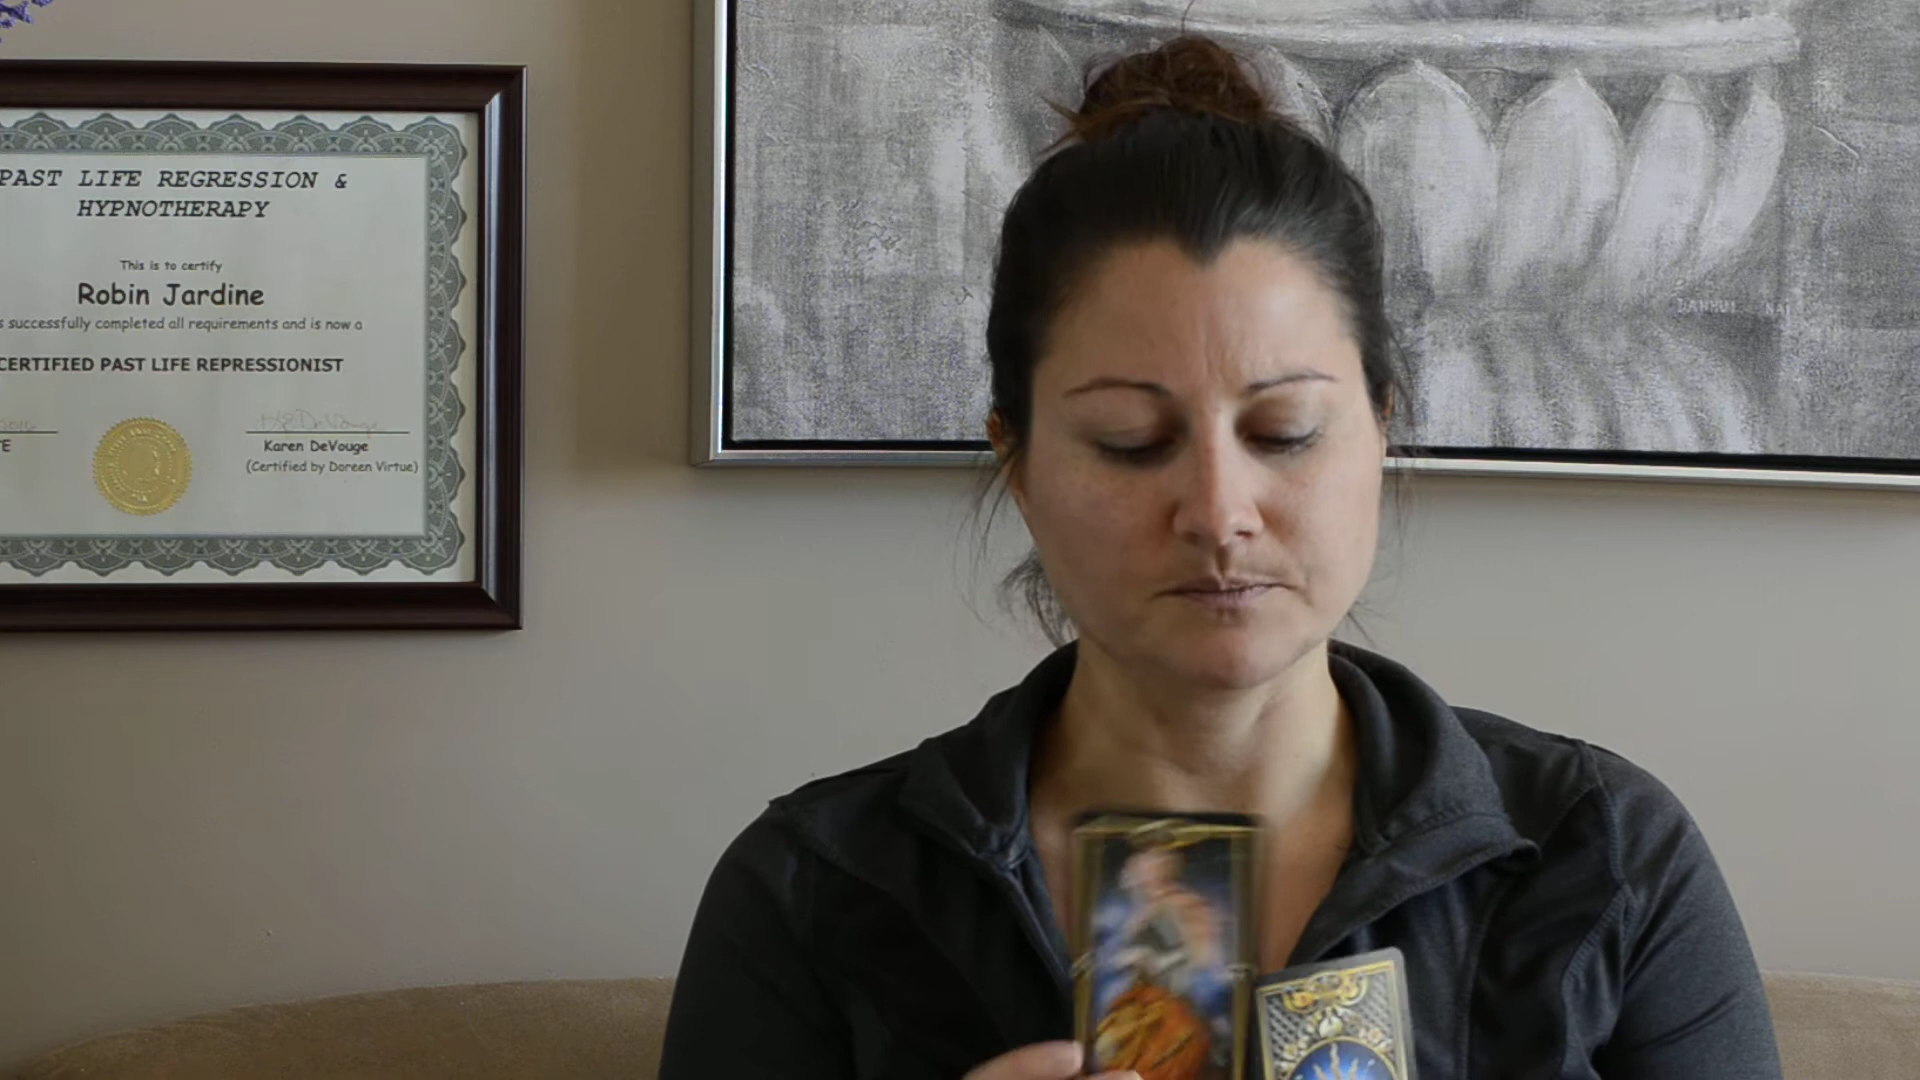 PAST LIFE REGRESSION &
HYPNOTHERAPY
This is to certify
Robin Jardine
s successfully completed all requirements and is now a
CERTIFIED PAST LIFE REPRESSIONIST
E
Karen DeVouge
(Certified by Doreen Virtue)